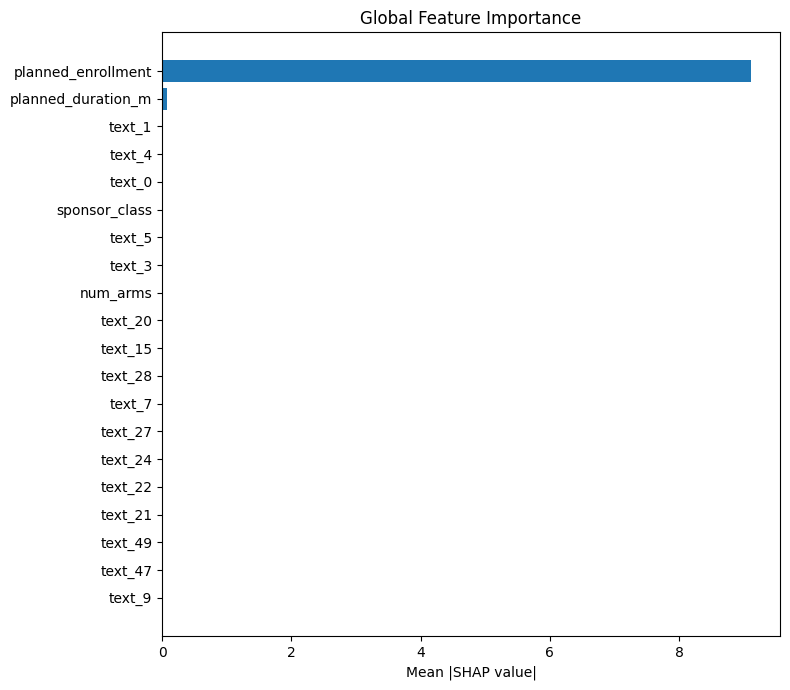 Global Feature Importance
planned_enrollment
planned_duration_m
text_1
text_4
text_0
sponsor_class
text_5
text_3
num_arms
text_20
text_15
text_28
text_7
text_27
text_24
text_22
text_21
text_49
text_47
text_9
0 2 4 6 8
Mean |SHAP value|